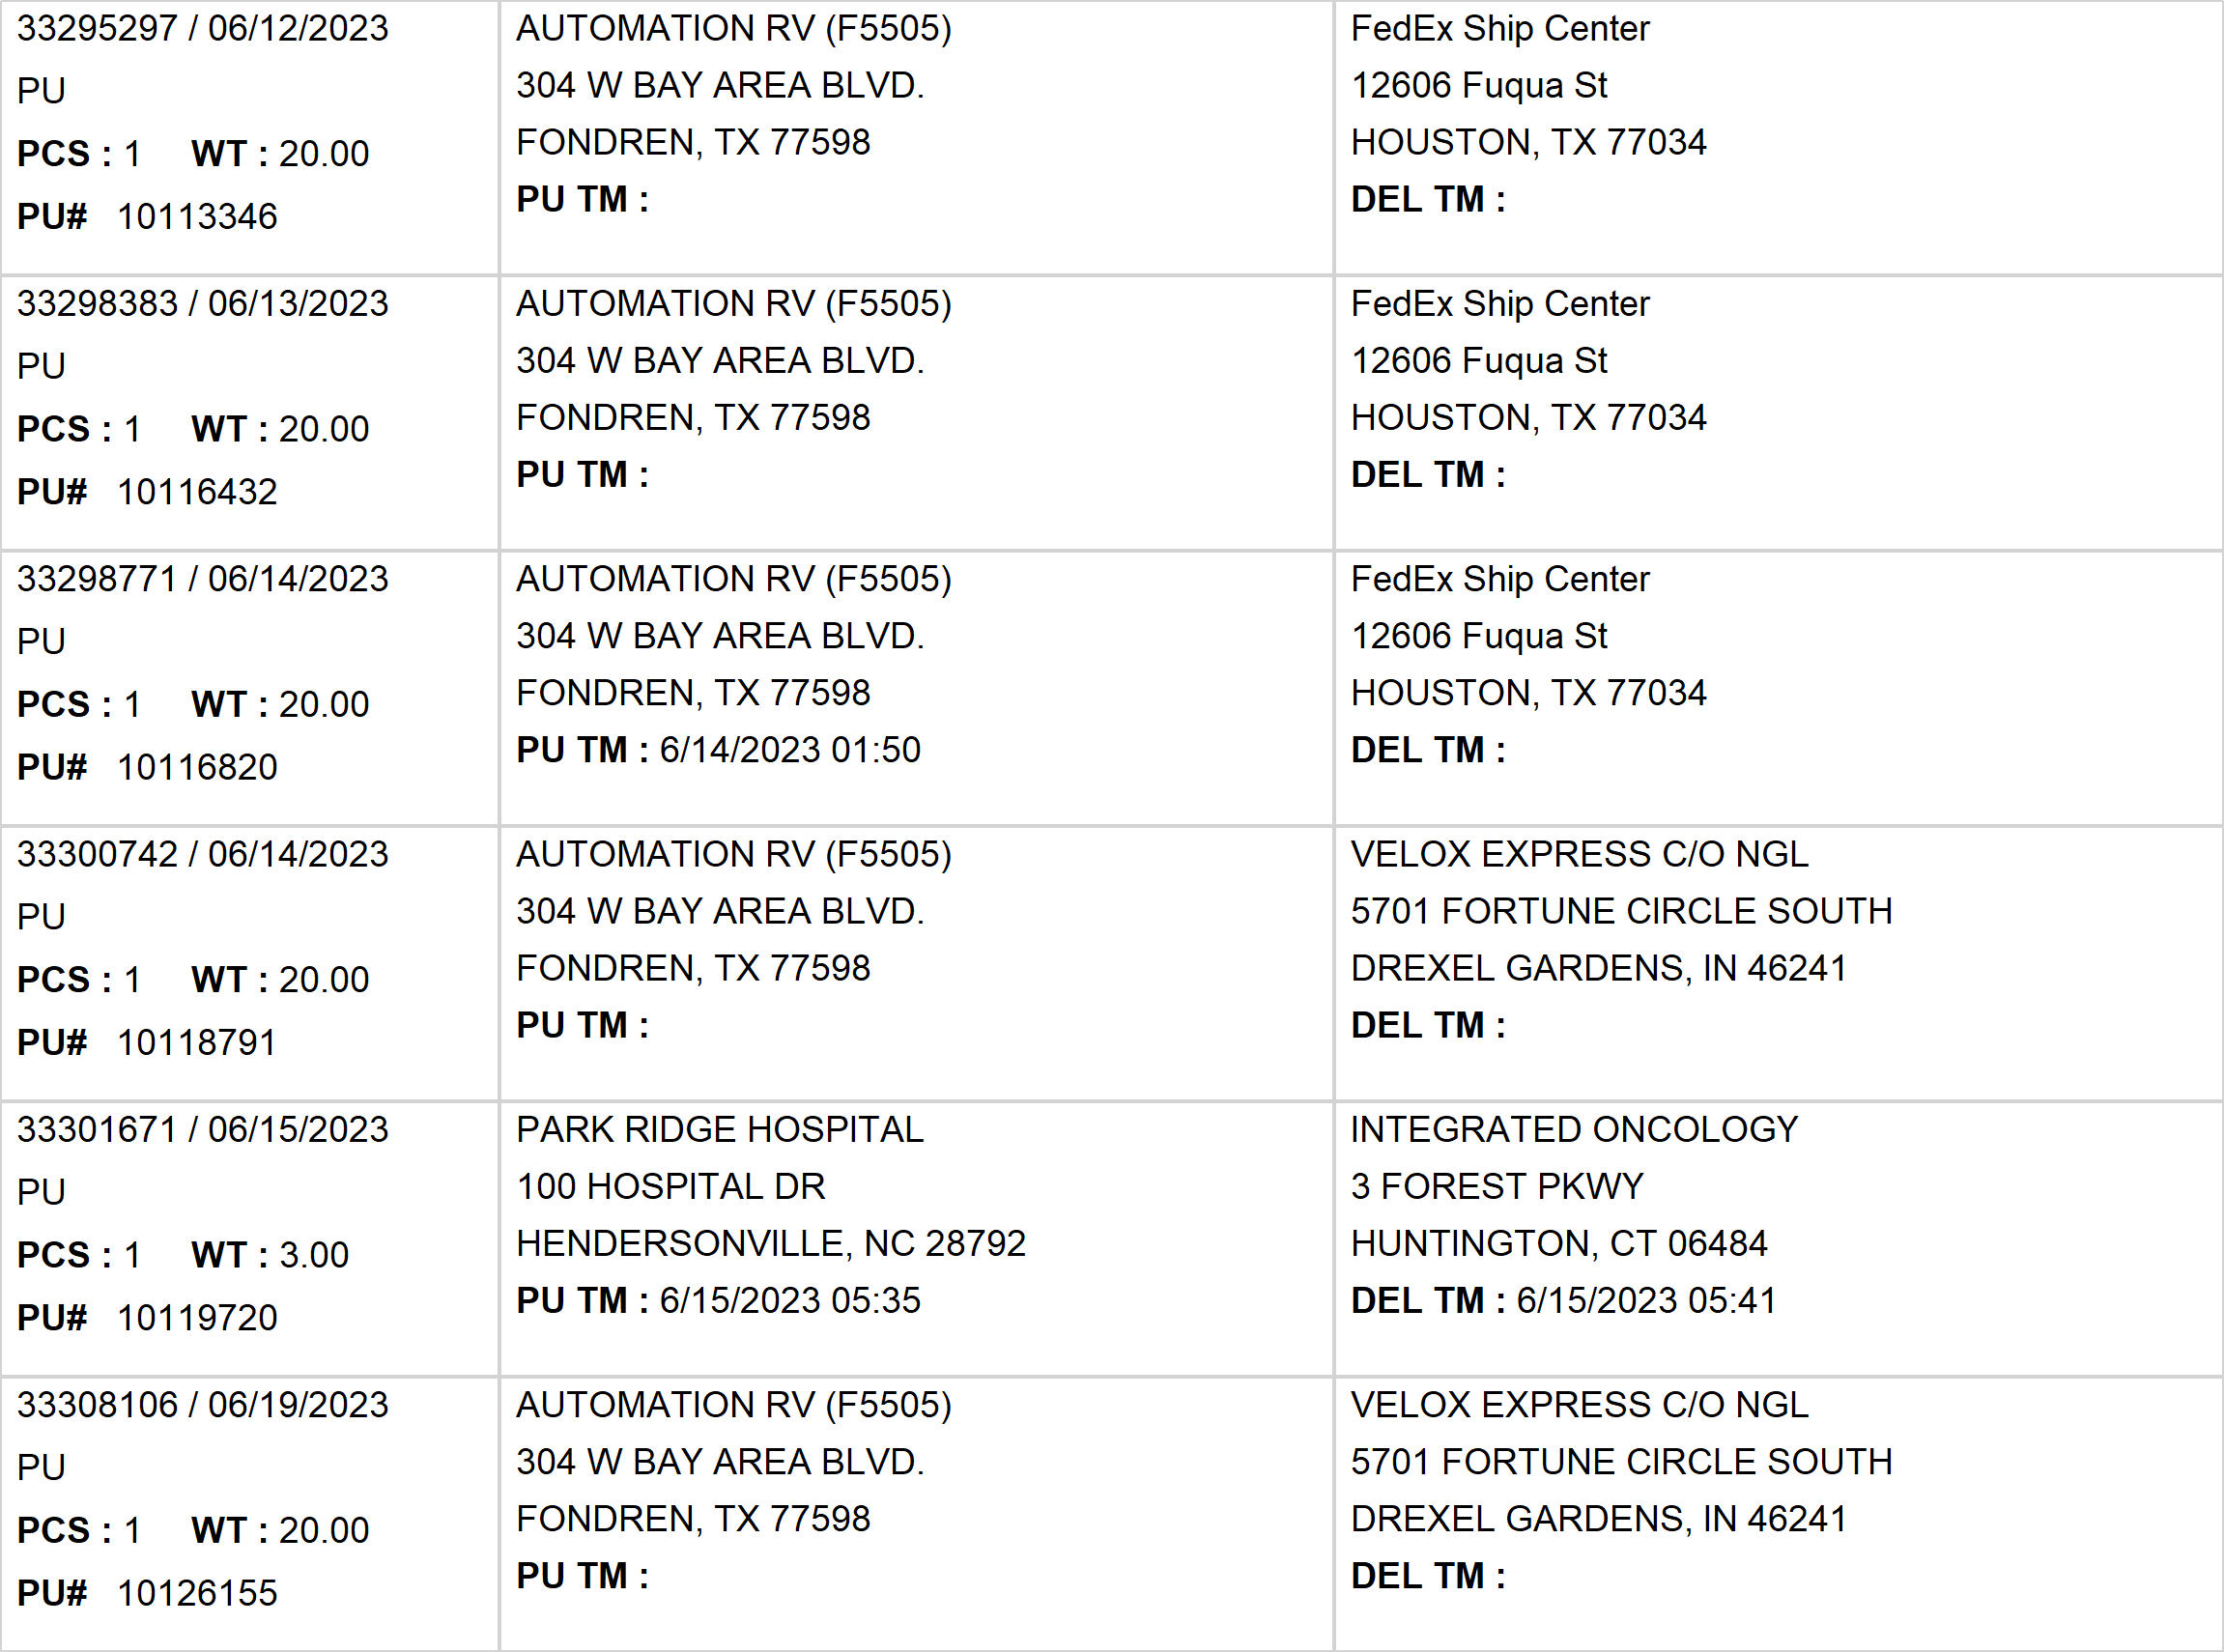 33295297 / 06/12/2023
PU
PCS : 1 WT : 20.00
PU# 10113346
AUTOMATION RV (F5505)
304 W BAY AREA BLVD.
FONDREN, TX 77598
PU TM :
FedEx Ship Center
12606 Fuqua St
HOUSTON, TX 77034
DEL TM :
33298383 / 06/13/2023
PU
PCS : 1 WT : 20.00
PU# 10116432
AUTOMATION RV (F5505)
304 W BAY AREA BLVD.
FONDREN, TX 77598
PU TM :
FedEx Ship Center
12606 Fuqua St
HOUSTON, TX 77034
DEL TM :
33298771 / 06/14/2023
PU
PCS : 1 WT : 20.00
PU# 10116820
AUTOMATION RV (F5505)
304 W BAY AREA BLVD.
FONDREN, TX 77598
PU TM : 6/14/2023 01:50
FedEx Ship Center
12606 Fuqua St
HOUSTON, TX 77034
DEL TM :
33300742 / 06/14/2023
PU
PCS : 1 WT : 20.00
PU# 10118791
AUTOMATION RV (F5505)
304 W BAY AREA BLVD.
FONDREN, TX 77598
PU TM :
VELOX EXPRESS C/O NGL
5701 FORTUNE CIRCLE SOUTH
DREXEL GARDENS, IN 46241
DEL TM :
33301671 / 06/15/2023
PU
PCS : 1 WT : 3.00
PU# 10119720
PARK RIDGE HOSPITAL
100 HOSPITAL DR
HENDERSONVILLE, NC 28792
PU TM : 6/15/2023 05:35
INTEGRATED ONCOLOGY
3 FOREST PKWY
HUNTINGTON, CT 06484
DEL TM : 6/15/2023 05:41
33308106 / 06/19/2023
PU
PCS : 1 WT : 20.00
PU# 10126155
AUTOMATION RV (F5505)
304 W BAY AREA BLVD.
FONDREN, TX 77598
PU TM :
VELOX EXPRESS C/O NGL
5701 FORTUNE CIRCLE SOUTH
DREXEL GARDENS, IN 46241
DEL TM :